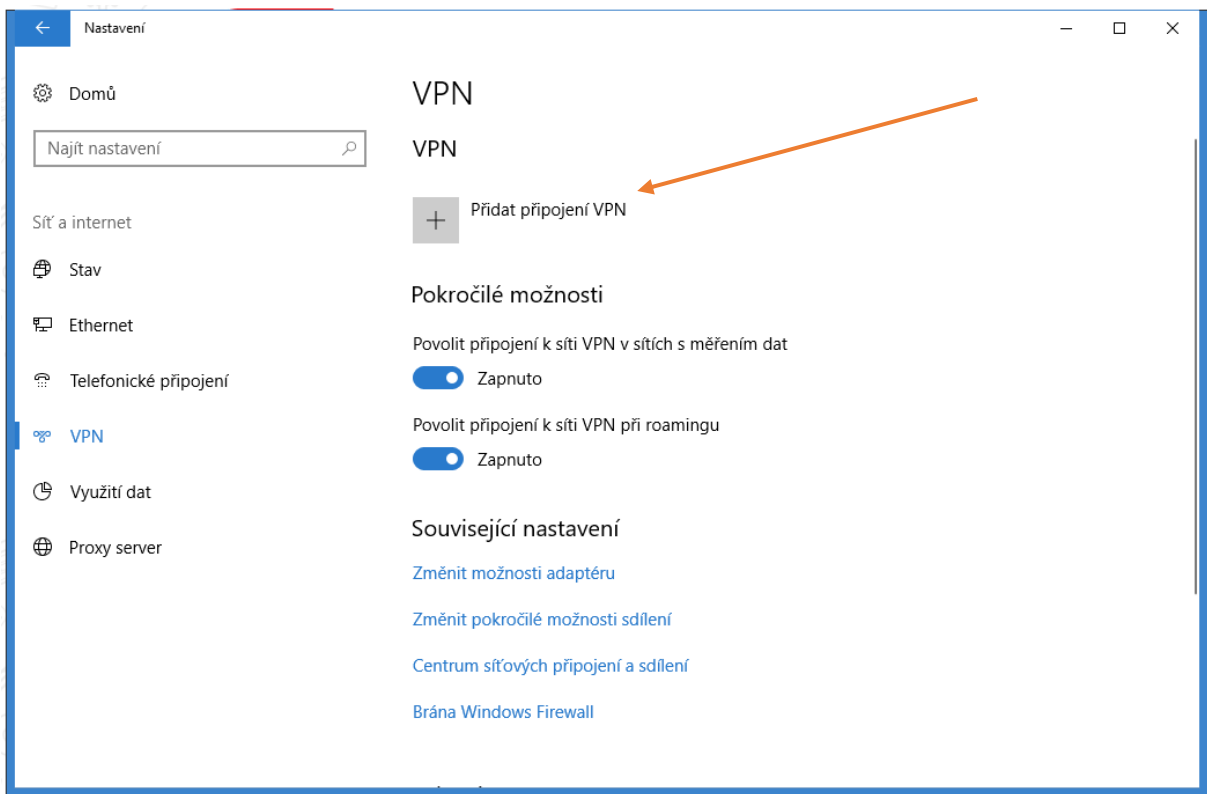 Nastavení
Domů
Najít nastavení
Síť a internet
Stav
Ethernet
Telefonické připojení
VPN
Využití dat
Proxy server
VPN
VPN
Přidat připojení VPN
Pokročilé možnosti
Povolit připojení k síti VPN v sítích s měřením dat
Zapnuto
Povolit připojení k síti VPN při roamingu
Zapnuto
Související nastavení
Změnit možnosti adaptéru
Změnit pokročilé možnosti sdílení
Centrum síťových připojení a sdílení
Brána Windows Firewall